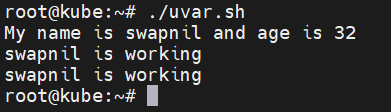 root@kube:~# ./uvar.sh
My name is swapnil and age is 32
swapnil is working
swapnil is working
root@kube:~#